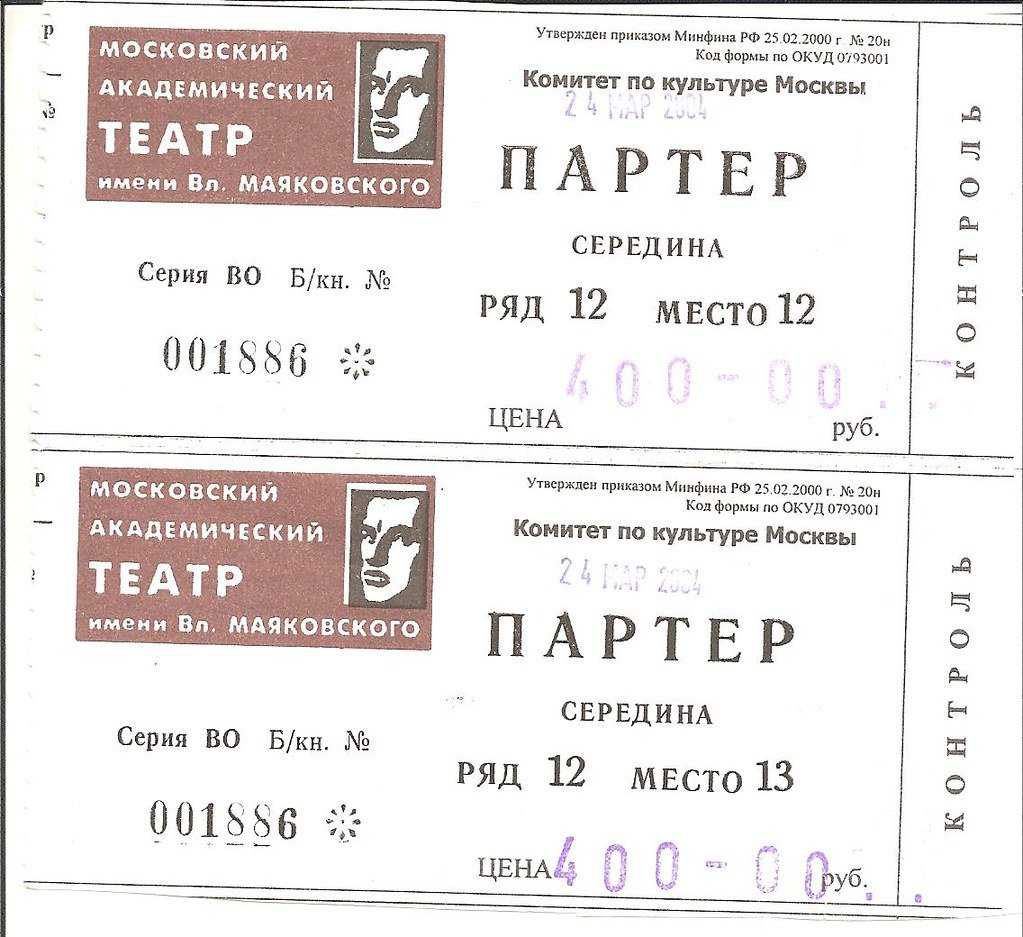 р
—
№
МОСКОВСКИЙ
АКАДЕМИЧЕСКИЙ
ТЕАТР
имени Вл. МАЯКОВСКОГО
Утвержден приказом Минфина РФ 25.02.2000 г № 20н
Код формы по ОКУД 0793001
Комитет по культуре Москвы
24 МАР 2004
ПАРТЕР
СЕРЕДИНА
Серия ВО Б/кн. №
РЯД 12 МЕСТО 12
001886
400-00
ЦЕНА руб.
КОНТРОЛЬ
р
—
МОСКОВСКИЙ
АКАДЕМИЧЕСКИЙ
ТЕАТР
имени Вл. МАЯКОВСКОГО
Утвержден приказом Минфина РФ 25.02.2000 г. № 20н
Код формы по ОКУД 0793001
Комитет по культуре Москвы
24 МАР 2004
ПАРТЕР
СЕРЕДИНА
Серия ВО Б/кн. №
РЯД 12 МЕСТО 13
001886
ЦЕНА 400-00 руб.
КОНТРОЛЬ